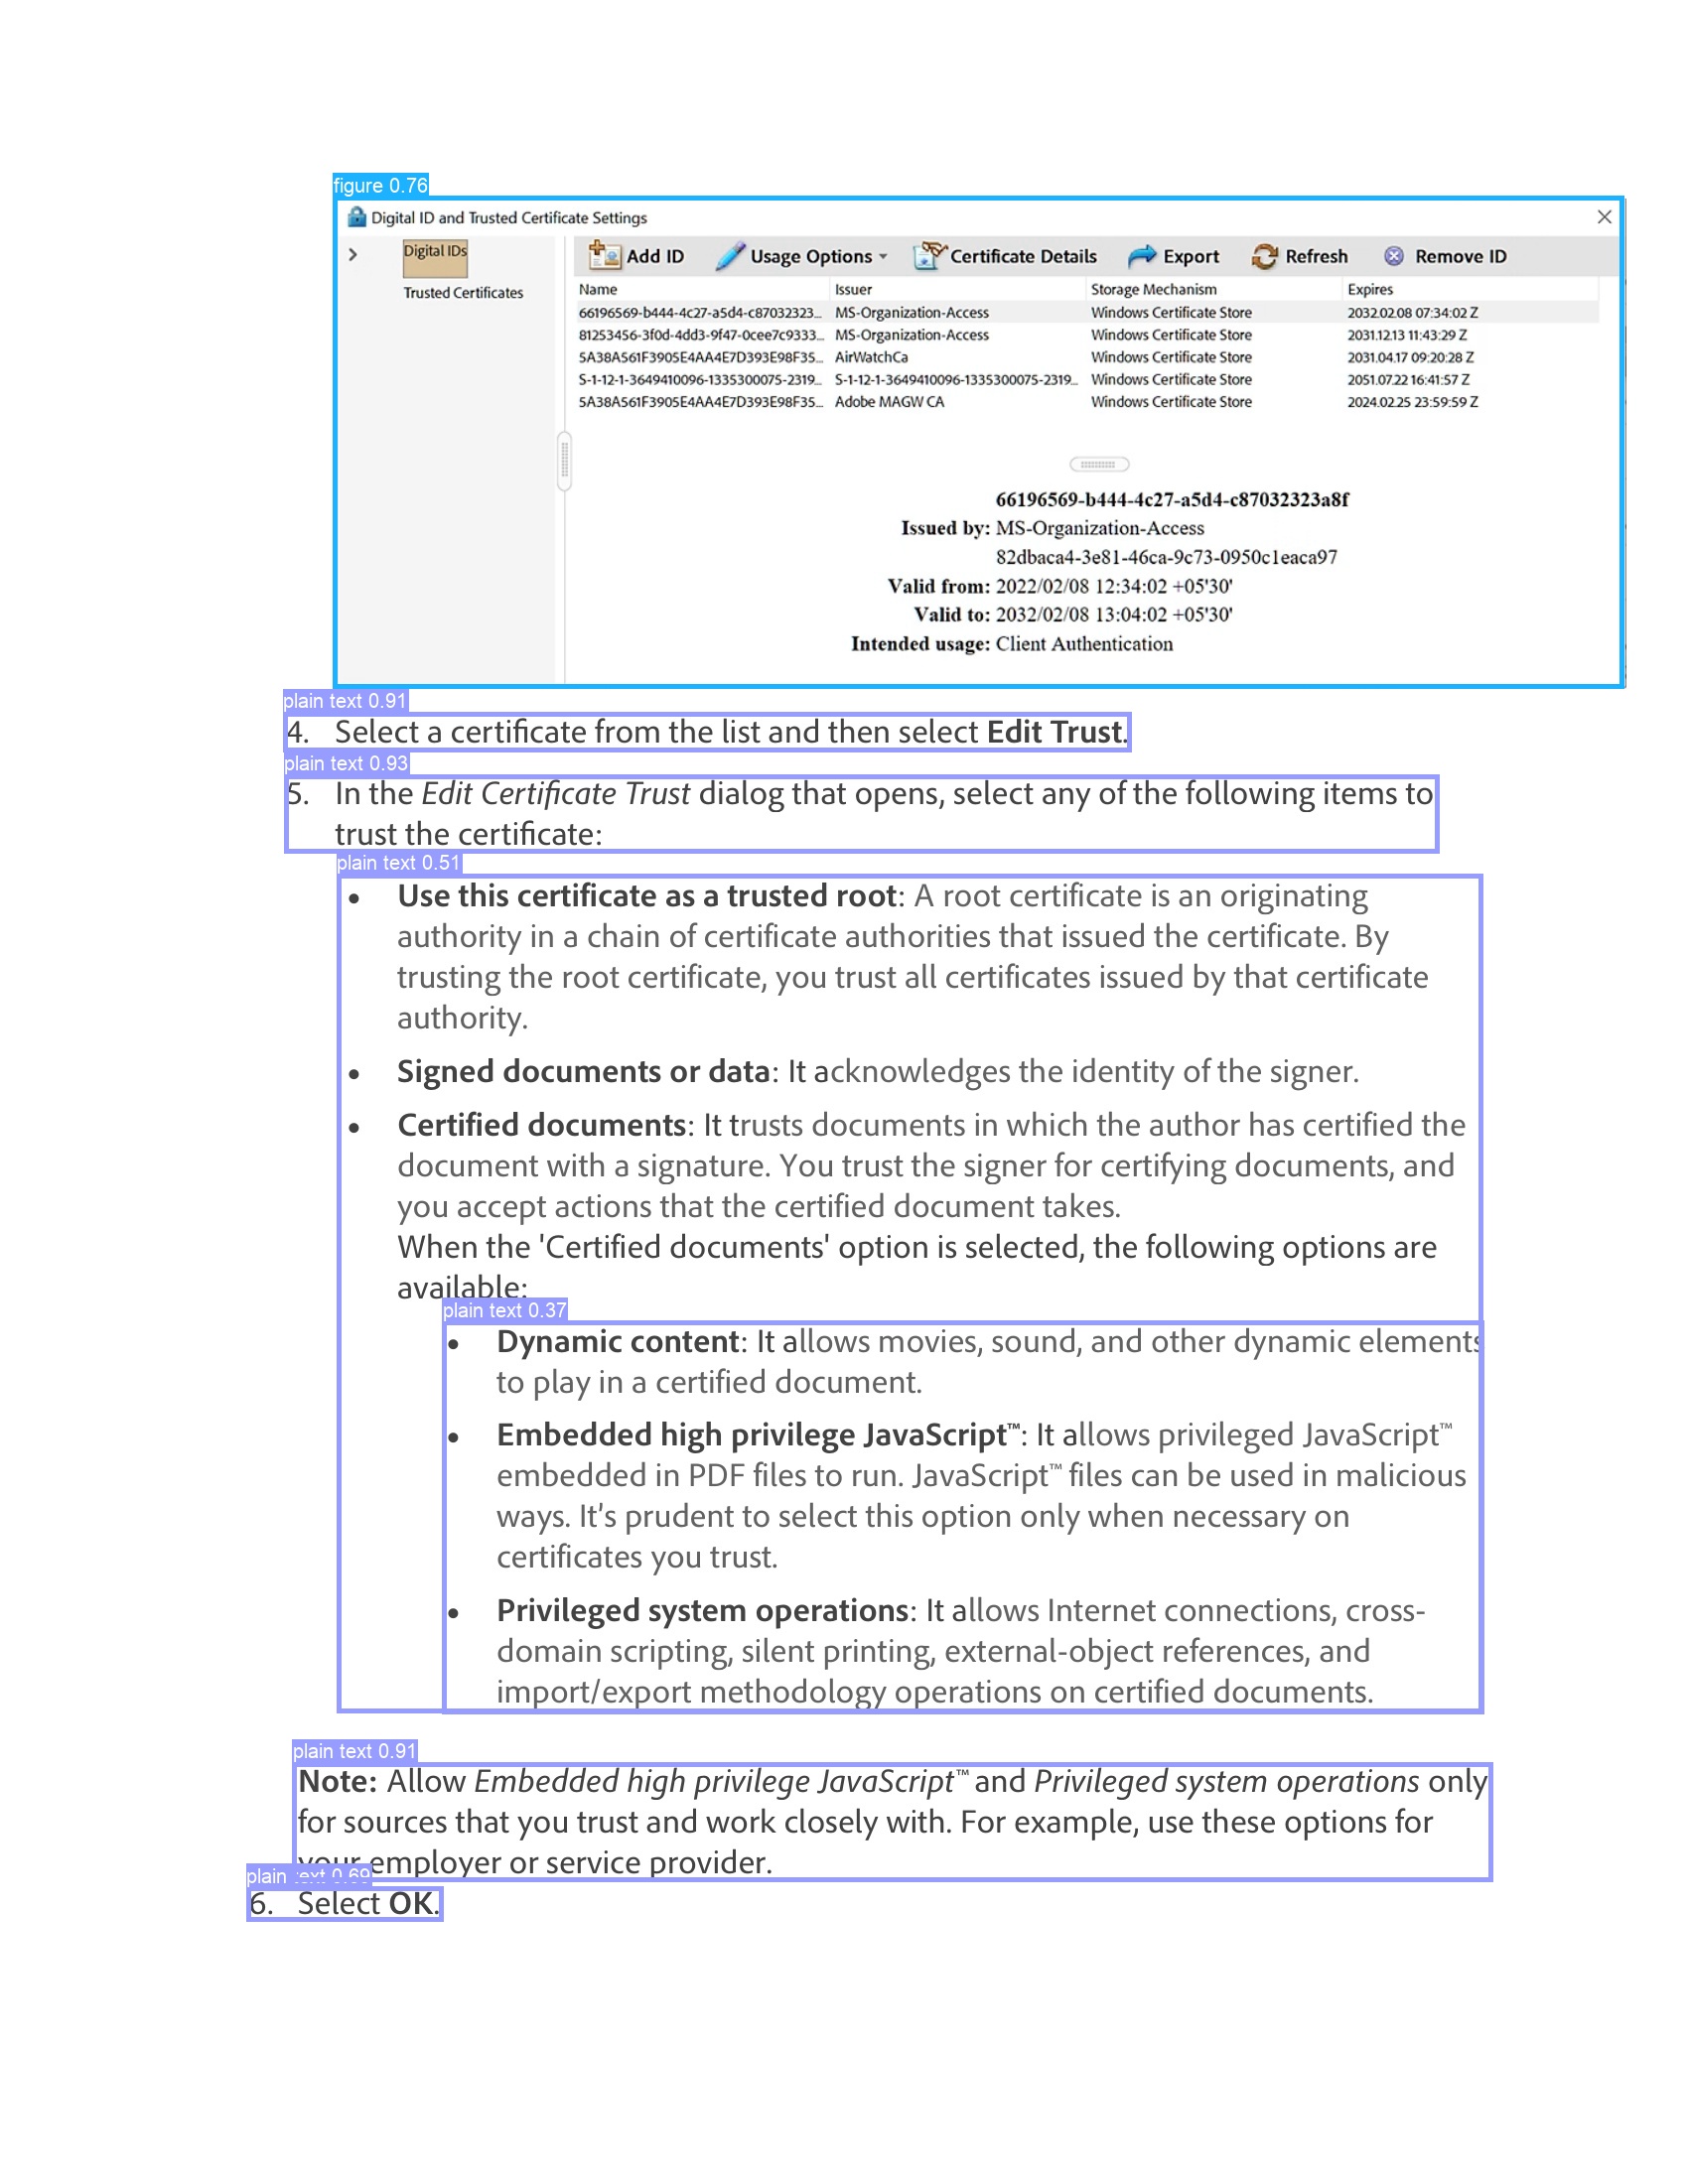 figure 0.76
Digital ID and Trusted Certificate Settings
Digital IDs
Trusted Certificates
Add ID Usage Options Certificate Details Export Refresh Remove ID
Name Issuer Storage Mechanism Expires
66196569-b444-4c27-a5d4-c87032323... MS-Organization-Access Windows Certificate Store 2032.02.08 07:34:02 Z
81253456-3f0d-4dd3-9f47-0cee7c9333... MS-Organization-Access Windows Certificate Store 2031.12.13 11:43:29 Z
5A38A561F3905E4AA4E7D393E98F35... AirWatchCa Windows Certificate Store 2031.04.17 09:20:28 Z
S-1-12-1-3649410096-1335300075-2319... S-1-12-1-3649410096-1335300075-2319... Windows Certificate Store 2051.07.22 16:41:57 Z
5A38A561F3905E4AA4E7D393E98F35... Adobe MAGW CA Windows Certificate Store 2024.02.25 23:59:59 Z
66196569-b444-4c27-a5d4-c87032323a8f
Issued by: MS-Organization-Access
82dbaca4-3e81-46ca-9c73-0950c1eaca97
Valid from: 2022/02/08 12:34:02 +05'30'
Valid to: 2032/02/08 13:04:02 +05'30'
Intended usage: Client Authentication
plain text 0.91
4. Select a certificate from the list and then select Edit Trust.
plain text 0.93
5. In the Edit Certificate Trust dialog that opens, select any of the following items to
trust the certificate:
plain text 0.51
• Use this certificate as a trusted root: A root certificate is an originating
authority in a chain of certificate authorities that issued the certificate. By
trusting the root certificate, you trust all certificates issued by that certificate
authority.
• Signed documents or data: It acknowledges the identity of the signer.
• Certified documents: It trusts documents in which the author has certified the
document with a signature. You trust the signer for certifying documents, and
you accept actions that the certified document takes.
When the 'Certified documents' option is selected, the following options are
available:
plain text 0.37
• Dynamic content: It allows movies, sound, and other dynamic elements
to play in a certified document.
• Embedded high privilege JavaScript™: It allows privileged JavaScript™
embedded in PDF files to run. JavaScript™ files can be used in malicious
ways. It's prudent to select this option only when necessary on
certificates you trust.
• Privileged system operations: It allows Internet connections, cross-
domain scripting, silent printing, external-object references, and
import/export methodology operations on certified documents.
plain text 0.91
Note: Allow Embedded high privilege JavaScript™ and Privileged system operations only
for sources that you trust and work closely with. For example, use these options for
your employer or service provider.
plain text 0.69
6. Select OK.